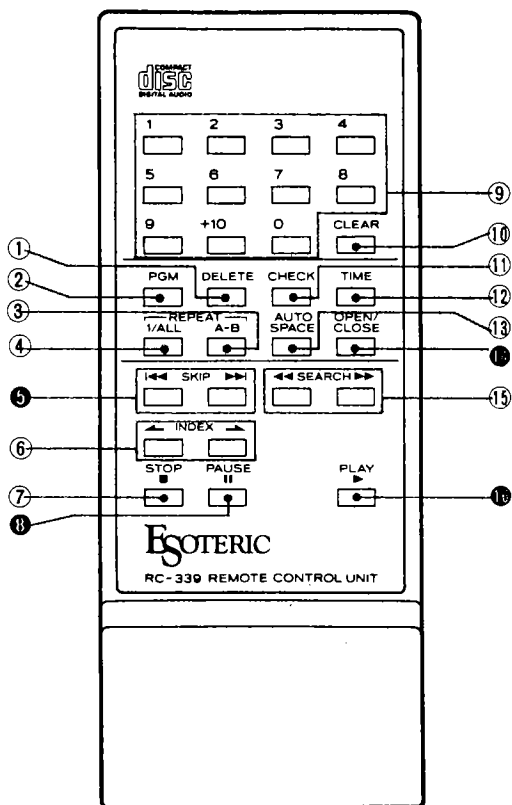 COMPACT
disc
DIGITAL AUDIO
1 2 3 4
5 6 7 8
⑨
9 +10 0 CLEAR
⑩
① PGM DELETE CHECK TIME ⑪
②
⑫
③ REPEAT AUTO OPEN/
1/ALL A-B SPACE CLOSE ⑬
④
⏮ SKIP ⏭ ◀◀ SEARCH ▶▶
❺ ⑮
INDEX
⑥
STOP PAUSE PLAY
■ ⏸ ▶
⑦
❽ ⓰
ESOTERIC
RC-339 REMOTE CONTROL UNIT